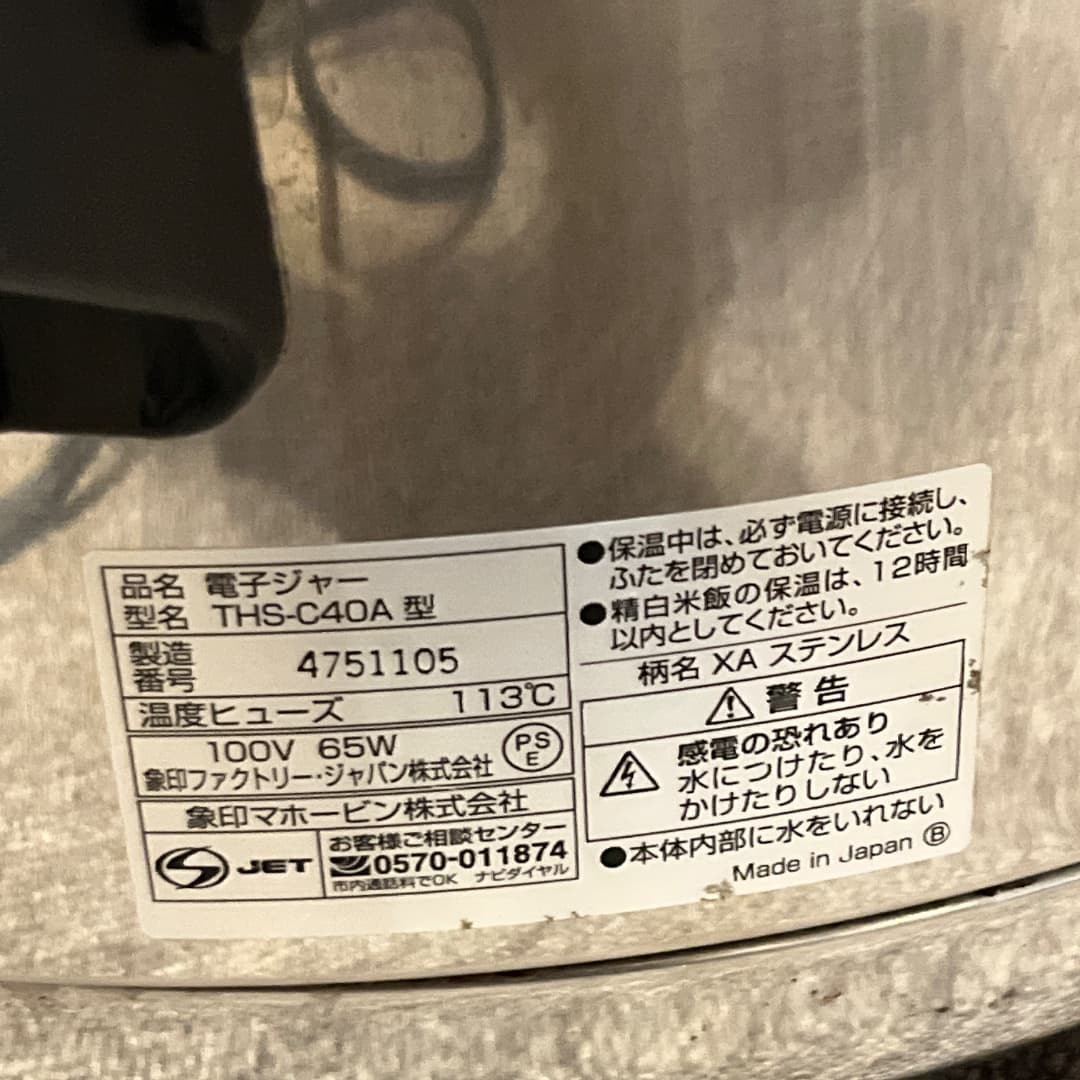 品名 電子ジャー
型名 THS-C40A 型
製造番号 4751105
温度ヒューズ 113℃
100V 65W
PS
E
象印ファクトリー・ジャパン株式会社
象印マホービン株式会社
JET
お客様ご相談センター
0570-011874
市内通話料でOK ナビダイヤル
●保温中は、必ず電源に接続し、
ふたを閉めておいてください。
●精白米飯の保温は、12時間
以内としてください。
柄名 XA ステンレス
警告
感電の恐れあり
水につけたり、水を
かけたりしない
●本体内部に水をいれない
Made in Japan Ⓑ